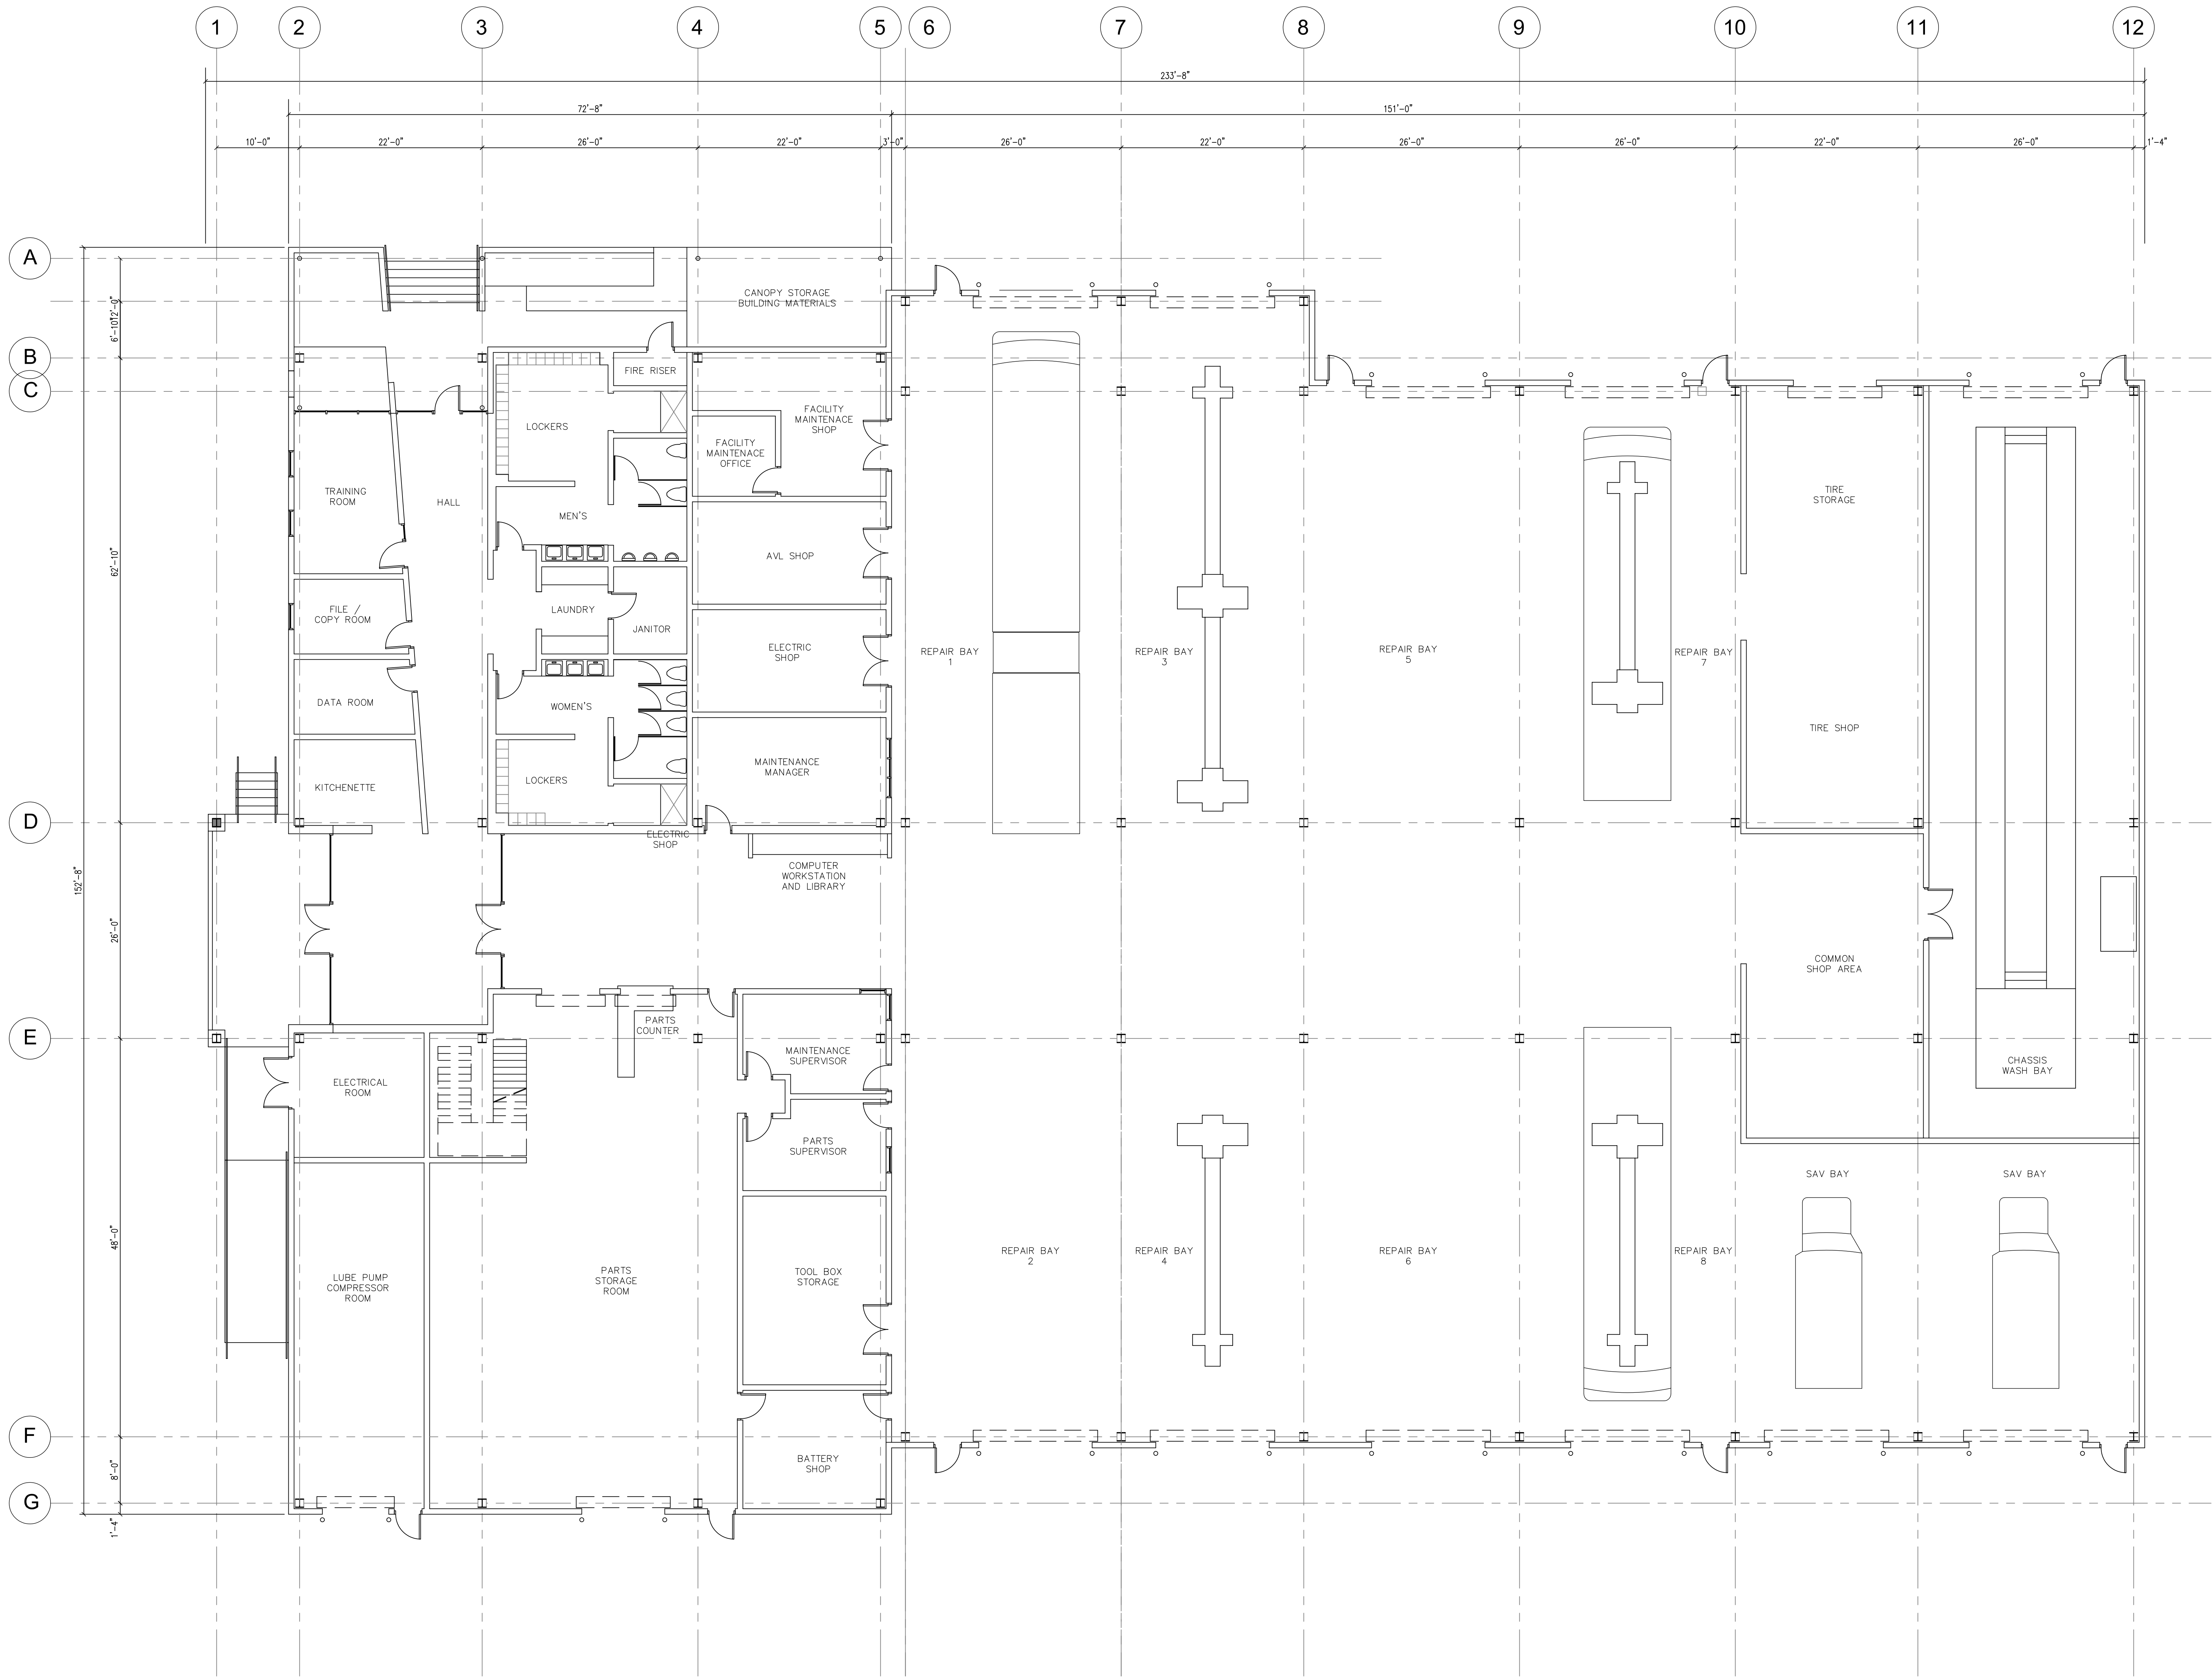 1
2
3
4
5
6
7
8
9
10
11
12
233'-8"
72'-8"
151'-0"
10'-0"
22'-0"
26'-0"
22'-0"
3'-0"
26'-0"
22'-0"
26'-0"
26'-0"
22'-0"
26'-0"
1'-4"
A
B
C
D
E
F
G
12'-0"
6'-10"
62'-10"
152'-8"
26'-0"
48'-0"
8'-0"
1'-4"
CANOPY STORAGE
BUILDING MATERIALS
FIRE RISER
LOCKERS
FACILITY
MAINTENACE
SHOP
FACILITY
MAINTENACE
OFFICE
TRAINING
ROOM
HALL
MEN'S
AVL SHOP
TIRE
STORAGE
FILE /
COPY ROOM
LAUNDRY
JANITOR
ELECTRIC
SHOP
REPAIR BAY
1
REPAIR BAY
3
REPAIR BAY
5
REPAIR BAY
7
DATA ROOM
WOMEN'S
TIRE SHOP
KITCHENETTE
LOCKERS
MAINTENANCE
MANAGER
ELECTRIC
SHOP
COMPUTER
WORKSTATION
AND LIBRARY
COMMON
SHOP AREA
PARTS
COUNTER
MAINTENANCE
SUPERVISOR
CHASSIS
WASH BAY
ELECTRICAL
ROOM
PARTS
SUPERVISOR
SAV BAY
SAV BAY
LUBE PUMP
COMPRESSOR
ROOM
PARTS
STORAGE
ROOM
TOOL BOX
STORAGE
REPAIR BAY
2
REPAIR BAY
4
REPAIR BAY
6
REPAIR BAY
8
BATTERY
SHOP